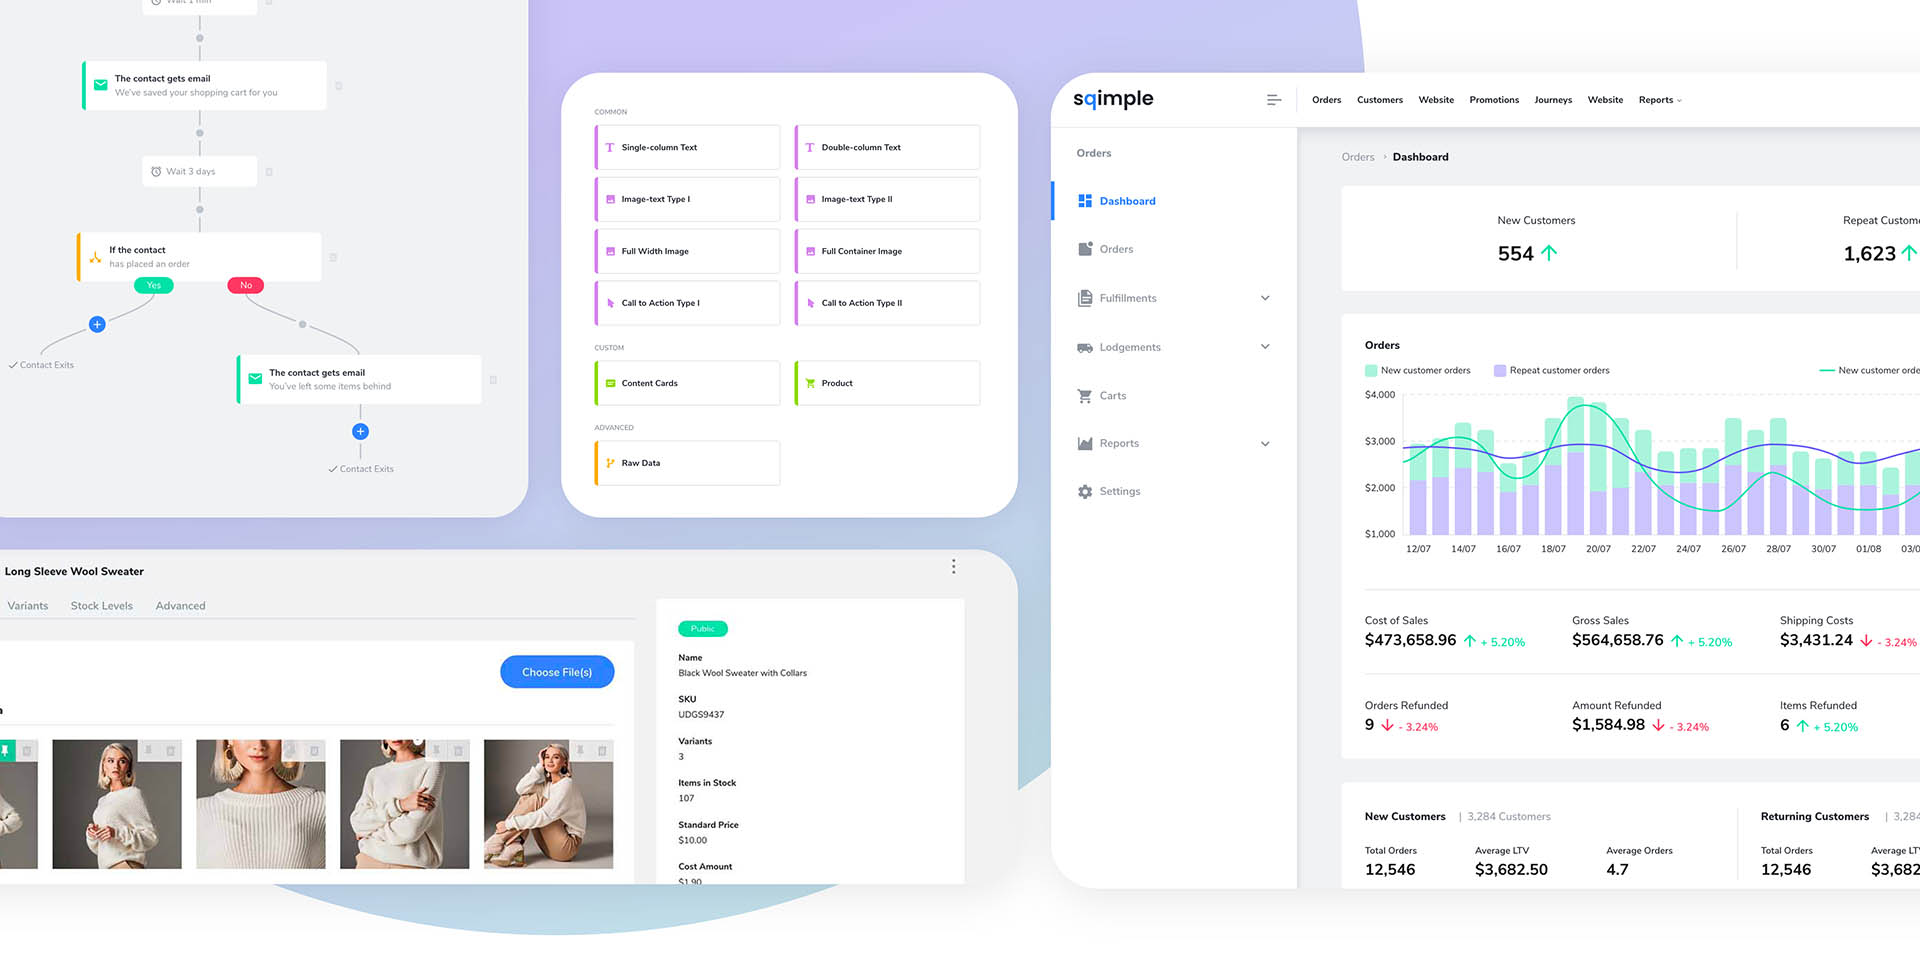 Wait 1 min
The contact gets email
We've saved your shopping cart for you
Wait 3 days
If the contact
has placed an order
Yes
No
Contact Exits
The contact gets email
You've left some items behind
Contact Exits
COMMON
Single-column Text
Double-column Text
Image-text Type I
Image-text Type II
Full Width Image
Full Container Image
Call to Action Type I
Call to Action Type II
CUSTOM
Content Cards
Product
ADVANCED
Raw Data
Long Sleeve Wool Sweater
Variants
Stock Levels
Advanced
Choose File(s)
Public
Name
Black Wool Sweater with Collars
SKU
UDGS9437
Variants
3
Items in Stock
107
Standard Price
$10.00
Cost Amount
$1.90
sqimple
Orders Customers Website Promotions Journeys Website Reports
Orders
Dashboard
Orders
Fulfillments
Lodgements
Carts
Reports
Settings
Orders › Dashboard
New Customers
554
Repeat Custome
1,623
Orders
New customer orders
Repeat customer orders
New customer orde
$4,000
$3,000
$2,000
$1,000
12/07 14/07 16/07 18/07 20/07 22/07 24/07 26/07 28/07 30/07 01/08 03/0
Cost of Sales
$473,658.96 + 5.20%
Gross Sales
$564,658.76 + 5.20%
Shipping Costs
$3,431.24 - 3.24%
Orders Refunded
9 - 3.24%
Amount Refunded
$1,584.98 - 3.24%
Items Refunded
6 + 5.20%
New Customers | 3,284 Customers
Total Orders
12,546
Average LTV
$3,682.50
Average Orders
4.7
Returning Customers | 3,284
Total Orders
12,546
Average LT
$3,682